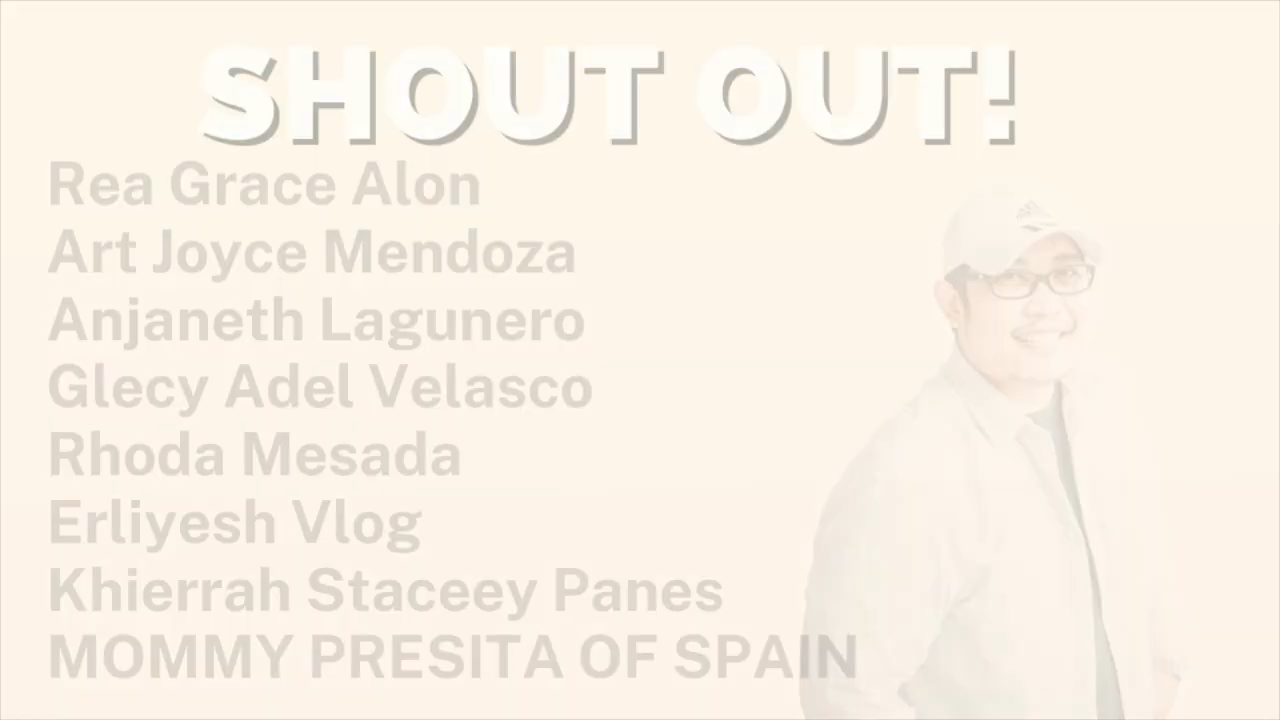 SHOUT OUT!
Rea Grace Alon
Art Joyce Mendoza
Anjaneth Lagunero
Glecy Adel Velasco
Rhoda Mesada
Erliyesh Vlog
Khierrah Staceey Panes
MOMMY PRESITA OF SPAIN